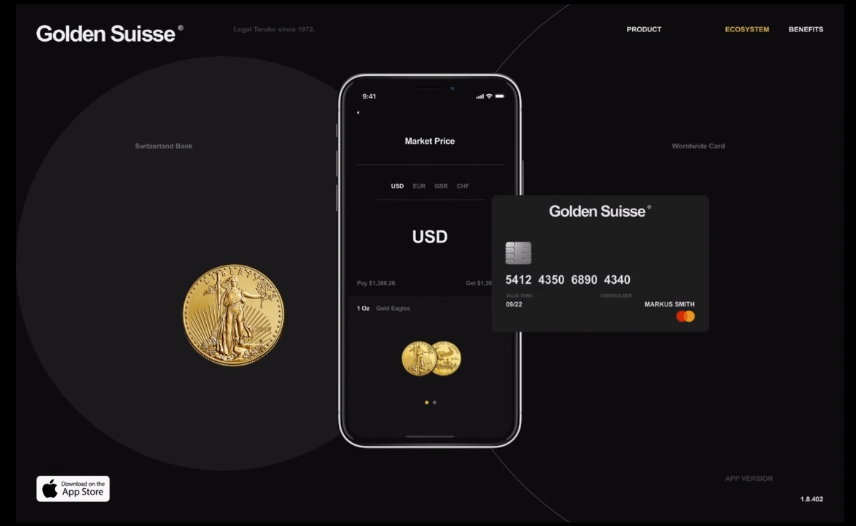 Golden Suisse®
Legal Tender since 1972.
PRODUCT
ECOSYSTEM
BENEFITS
9:41
Market Price
Switzerland Bank
Worldwide Card
USD EUR GBR CHF
USD
Golden Suisse®
5412 4350 6890 4340
VALID THRU
CARDHOLDER
09/22
MARKUS SMITH
Pay $1,386.26
Get $1,36
1 Oz Gold Eagles
LIBERTY
Download on the
App Store
APP VERSION
1.8.402